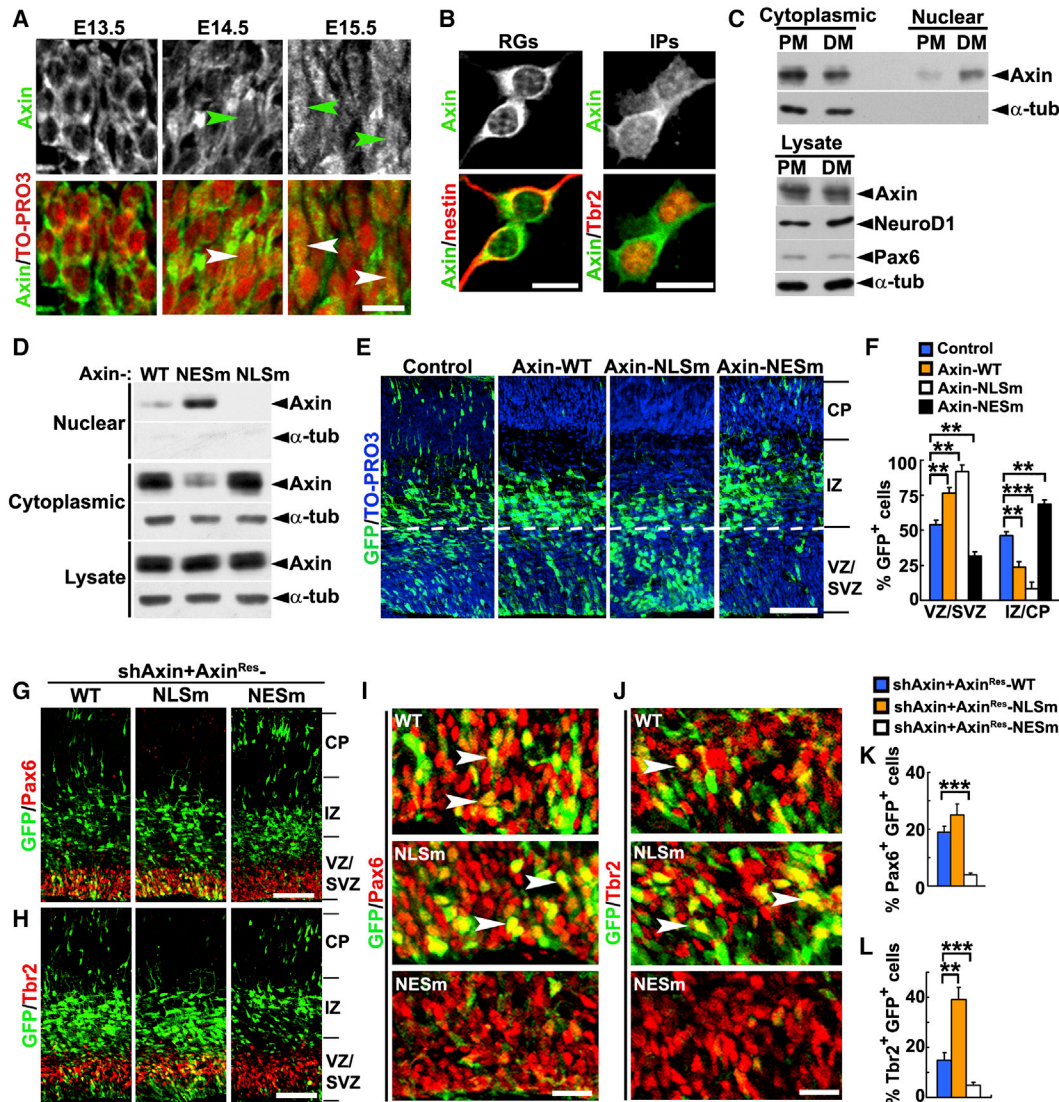 A
E13.5 E14.5 E15.5
Axin
Axin/TO-PRO3
B
RGs IPs
Axin Axin
Axin/nestin Axin/Tbr2
C
Cytoplasmic Nuclear
PM DM PM DM
Axin
α-tub
Lysate
PM DM
Axin
NeuroD1
Pax6
α-tub
D
Axin-: WT NESm NLSm
Nuclear
Axin
α-tub
Cytoplasmic
Axin
α-tub
Lysate
Axin
α-tub
E
Control Axin-WT Axin-NLSm Axin-NESm
GFP/TO-PRO3
CP
IZ
VZ/
SVZ
F
Control
Axin-WT
Axin-NLSm
Axin-NESm
% GFP+ cells
100
75
50
25
0
**
**
**
**
***
**
VZ/SVZ IZ/CP
shAxin+AxinRes-
G
WT NLSm NESm
GFP/Pax6
CP
IZ
VZ/
SVZ
H
GFP/Tbr2
CP
IZ
VZ/
SVZ
I
WT
NLSm
NESm
GFP/Pax6
J
WT
NLSm
NESm
GFP/Tbr2
shAxin+AxinRes-WT
shAxin+AxinRes-NLSm
shAxin+AxinRes-NESm
K
% Pax6+ GFP+ cells
40
20
0
***
L
% Tbr2+ GFP+ cells
40
20
0
***
**